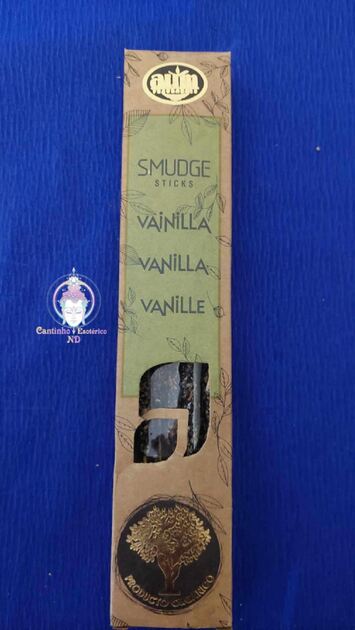 SMUDGE
STICKS
VAINILLA
VANILLA
VANILLE
Cantinho Esotérico
ND